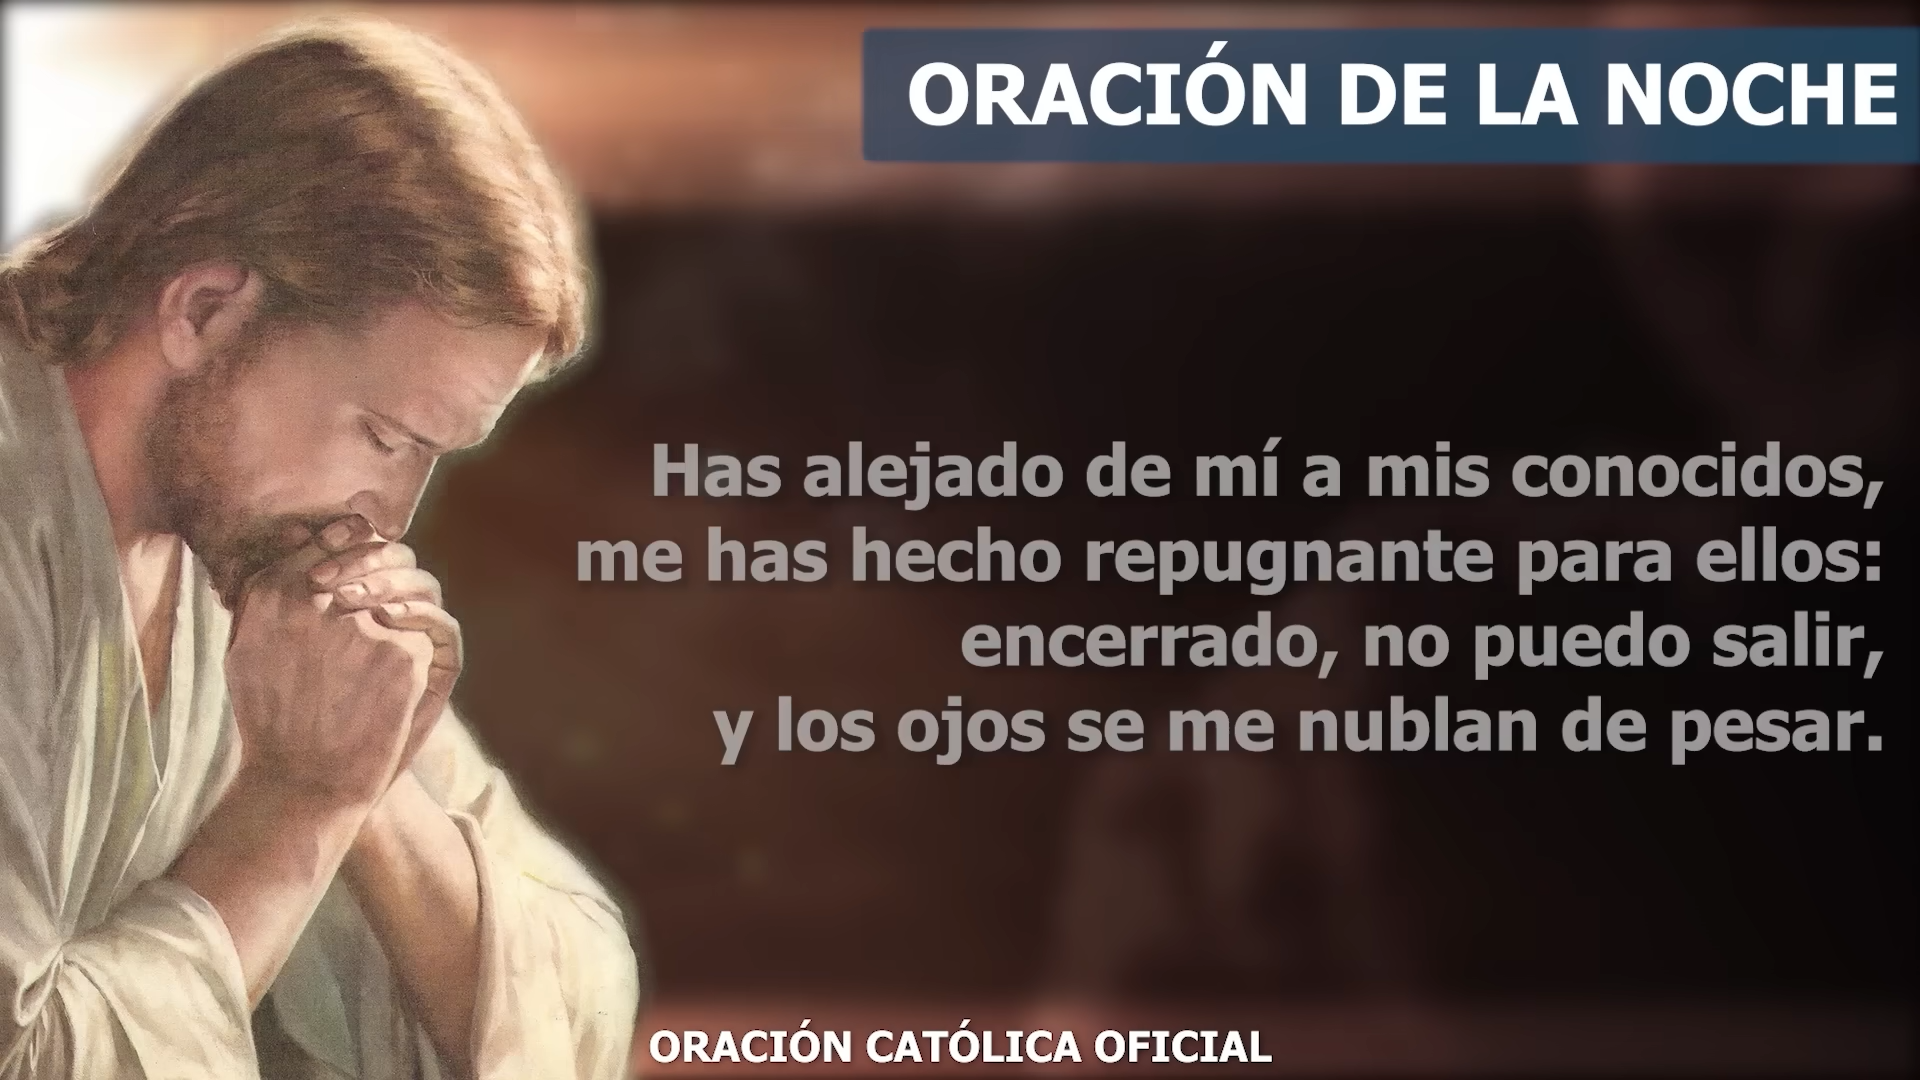 ORACIÓN DE LA NOCHE
Has alejado de mí a mis conocidos,
me has hecho repugnante para ellos:
encerrado, no puedo salir,
y los ojos se me nublan de pesar.
ORACIÓN CATÓLICA OFICIAL